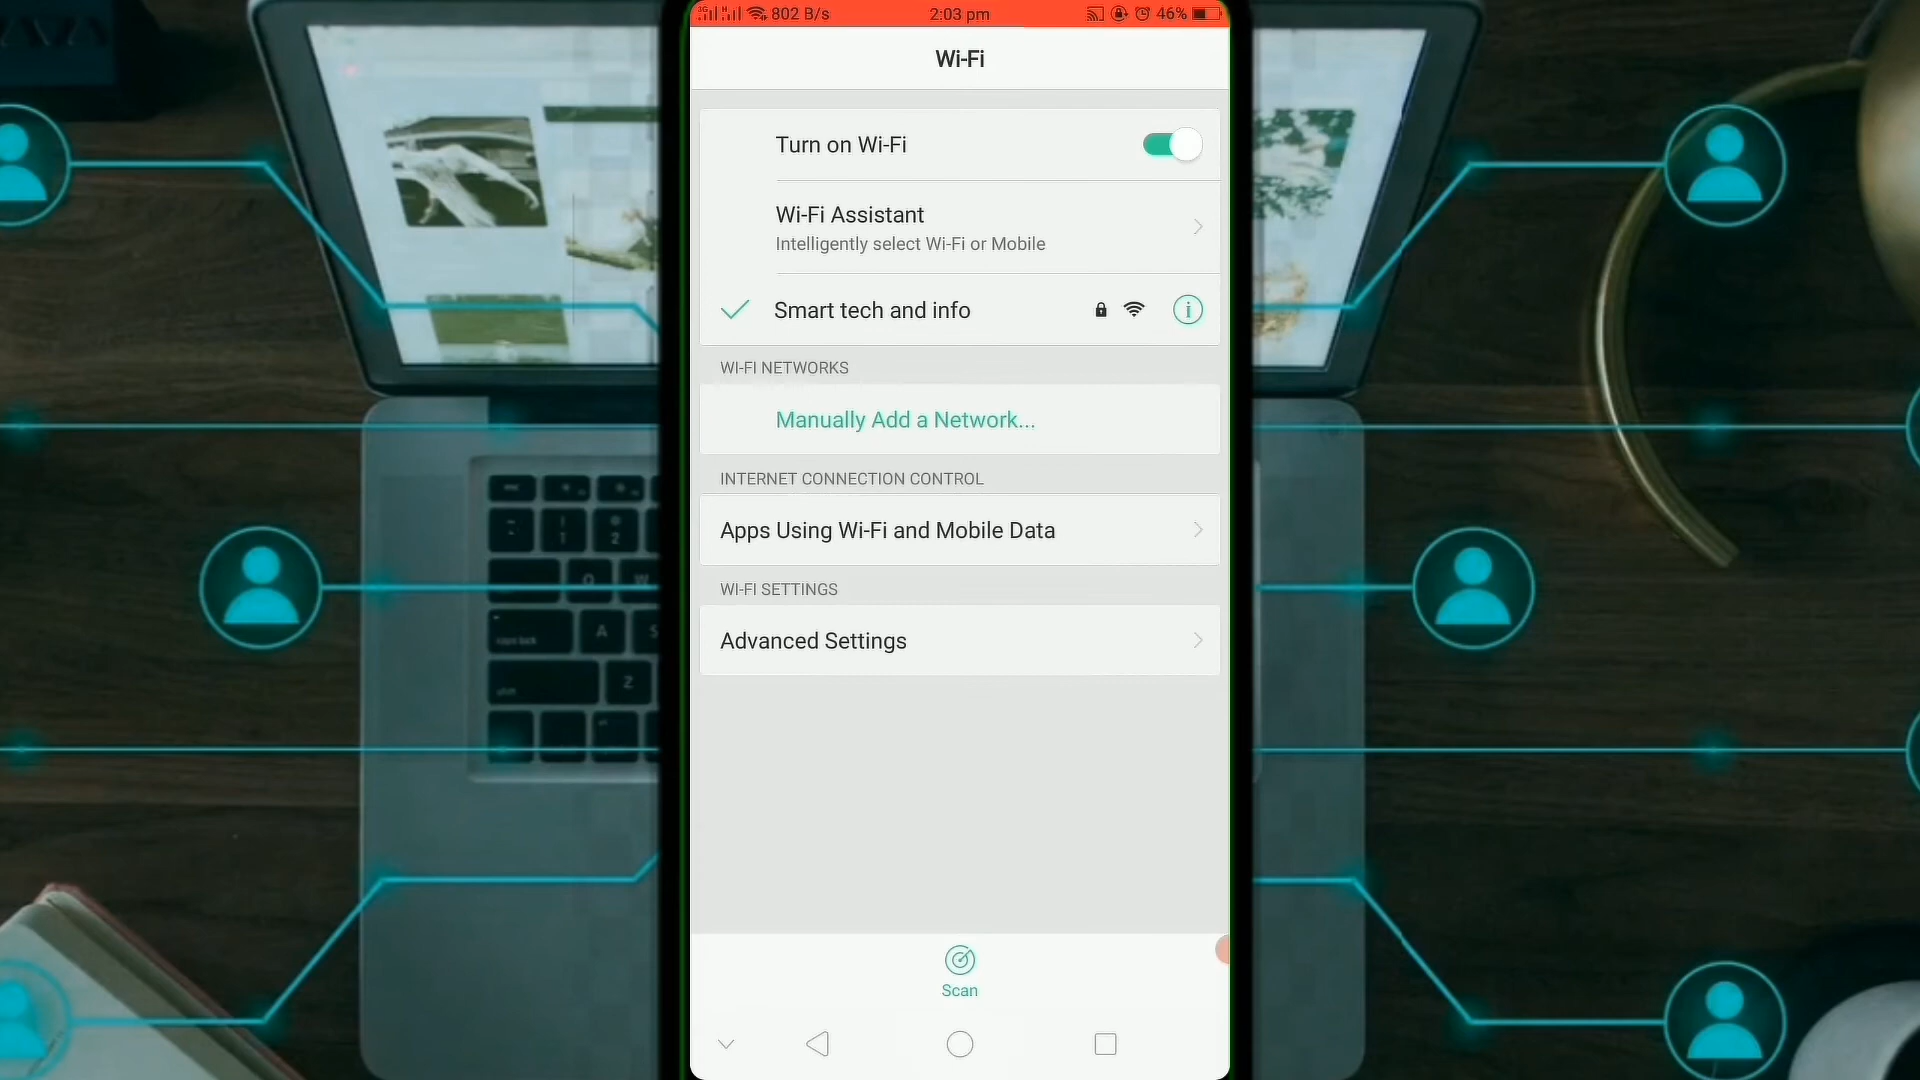 802 B/s 2:03 pm 46%
Wi-Fi
Turn on Wi-Fi
Wi-Fi Assistant
Intelligently select Wi-Fi or Mobile
Smart tech and info
WI-FI NETWORKS
Manually Add a Network...
INTERNET CONNECTION CONTROL
Apps Using Wi-Fi and Mobile Data
WI-FI SETTINGS
Advanced Settings
Scan